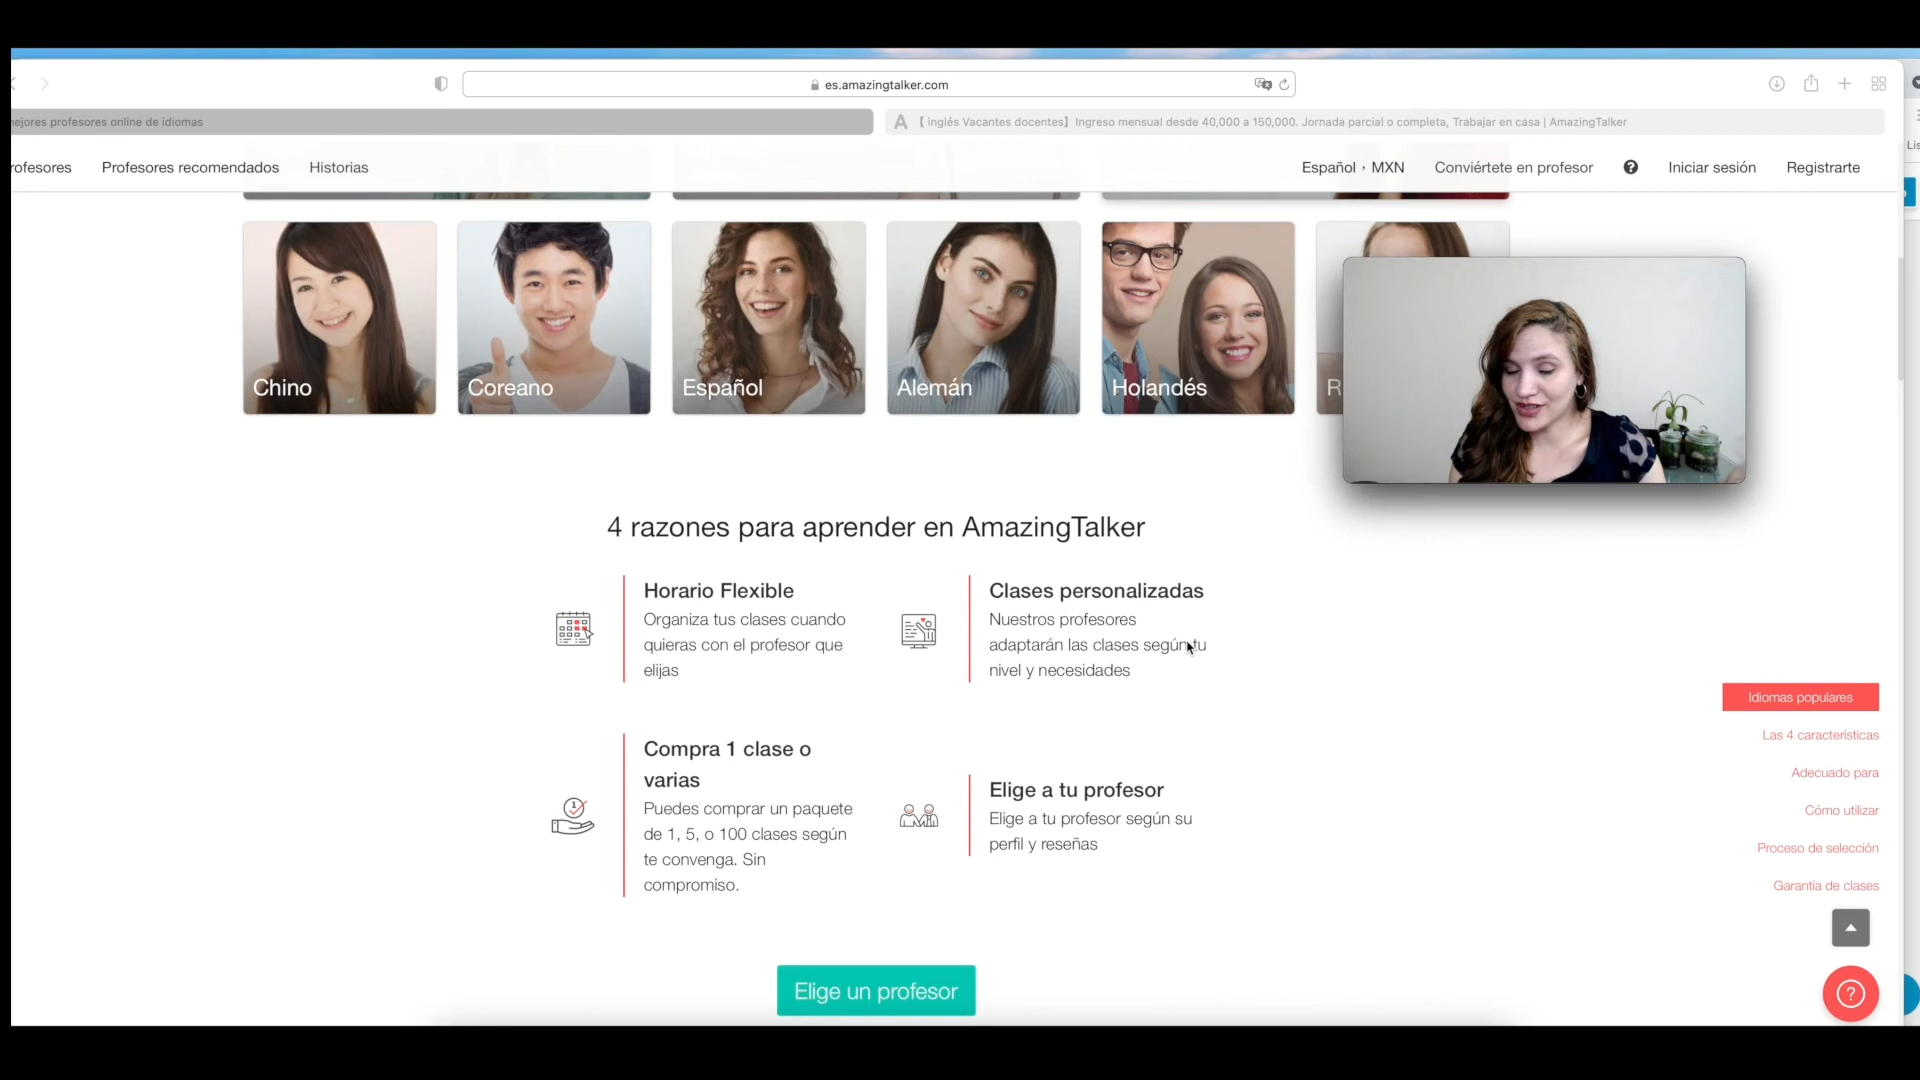 es.amazingtalker.com
ejores profesores online de idiomas
A 【 inglés Vacantes docentes】 Ingreso mensual desde 40,000 a 150,000. Jornada parcial o completa, Trabajar en casa | AmazingTalker
Lis
rofesores Profesores recomendados Historias Español · MXN Conviértete en profesor ? Iniciar sesión Registrarte
Chino
Coreano
Español
Alemán
Holandés
R
4 razones para aprender en AmazingTalker
Horario Flexible
Organiza tus clases cuando
quieras con el profesor que
elijas
Clases personalizadas
Nuestros profesores
adaptarán las clases según tu
nivel y necesidades
Compra 1 clase o
varias
Puedes comprar un paquete
de 1, 5, o 100 clases según
te convenga. Sin
compromiso.
Elige a tu profesor
Elige a tu profesor según su
perfil y reseñas
Idiomas populares
Las 4 características
Adecuado para
Cómo utilizar
Proceso de selección
Garantía de clases
Elige un profesor
?